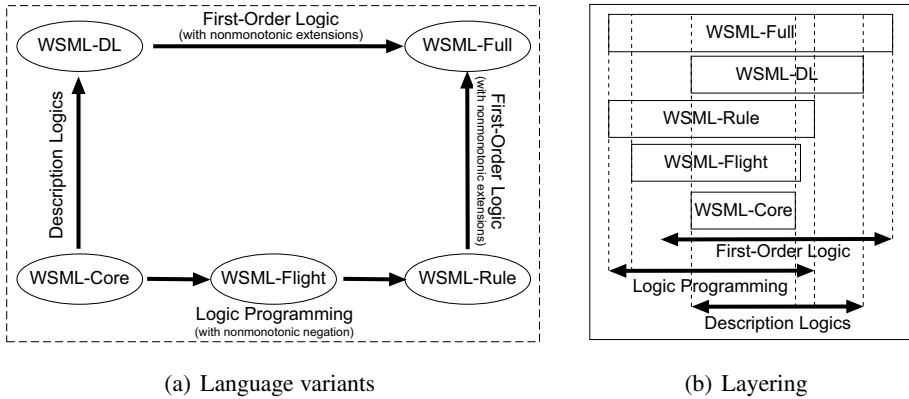 First-Order Logic
(with nonmonotonic extensions)
WSML-DL
WSML-Full
Description Logics
First-Order Logic
(with nonmonotonic extensions)
WSML-Core
WSML-Flight
WSML-Rule
Logic Programming
(with nonmonotonic negation)
(a) Language variants
WSML-Full
WSML-DL
WSML-Rule
WSML-Flight
WSML-Core
First-Order Logic
Logic Programming
Description Logics
(b) Layering